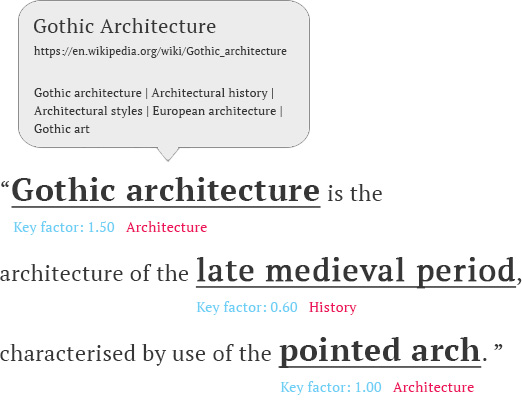 Gothic Architecture
https://en.wikipedia.org/wiki/Gothic_architecture
Gothic architecture | Architectural history |
Architectural styles | European architecture |
Gothic art
“Gothic architecture is the
Key factor: 1.50 Architecture
architecture of the late medieval period,
Key factor: 0.60 History
characterised by use of the pointed arch. ”
Key factor: 1.00 Architecture